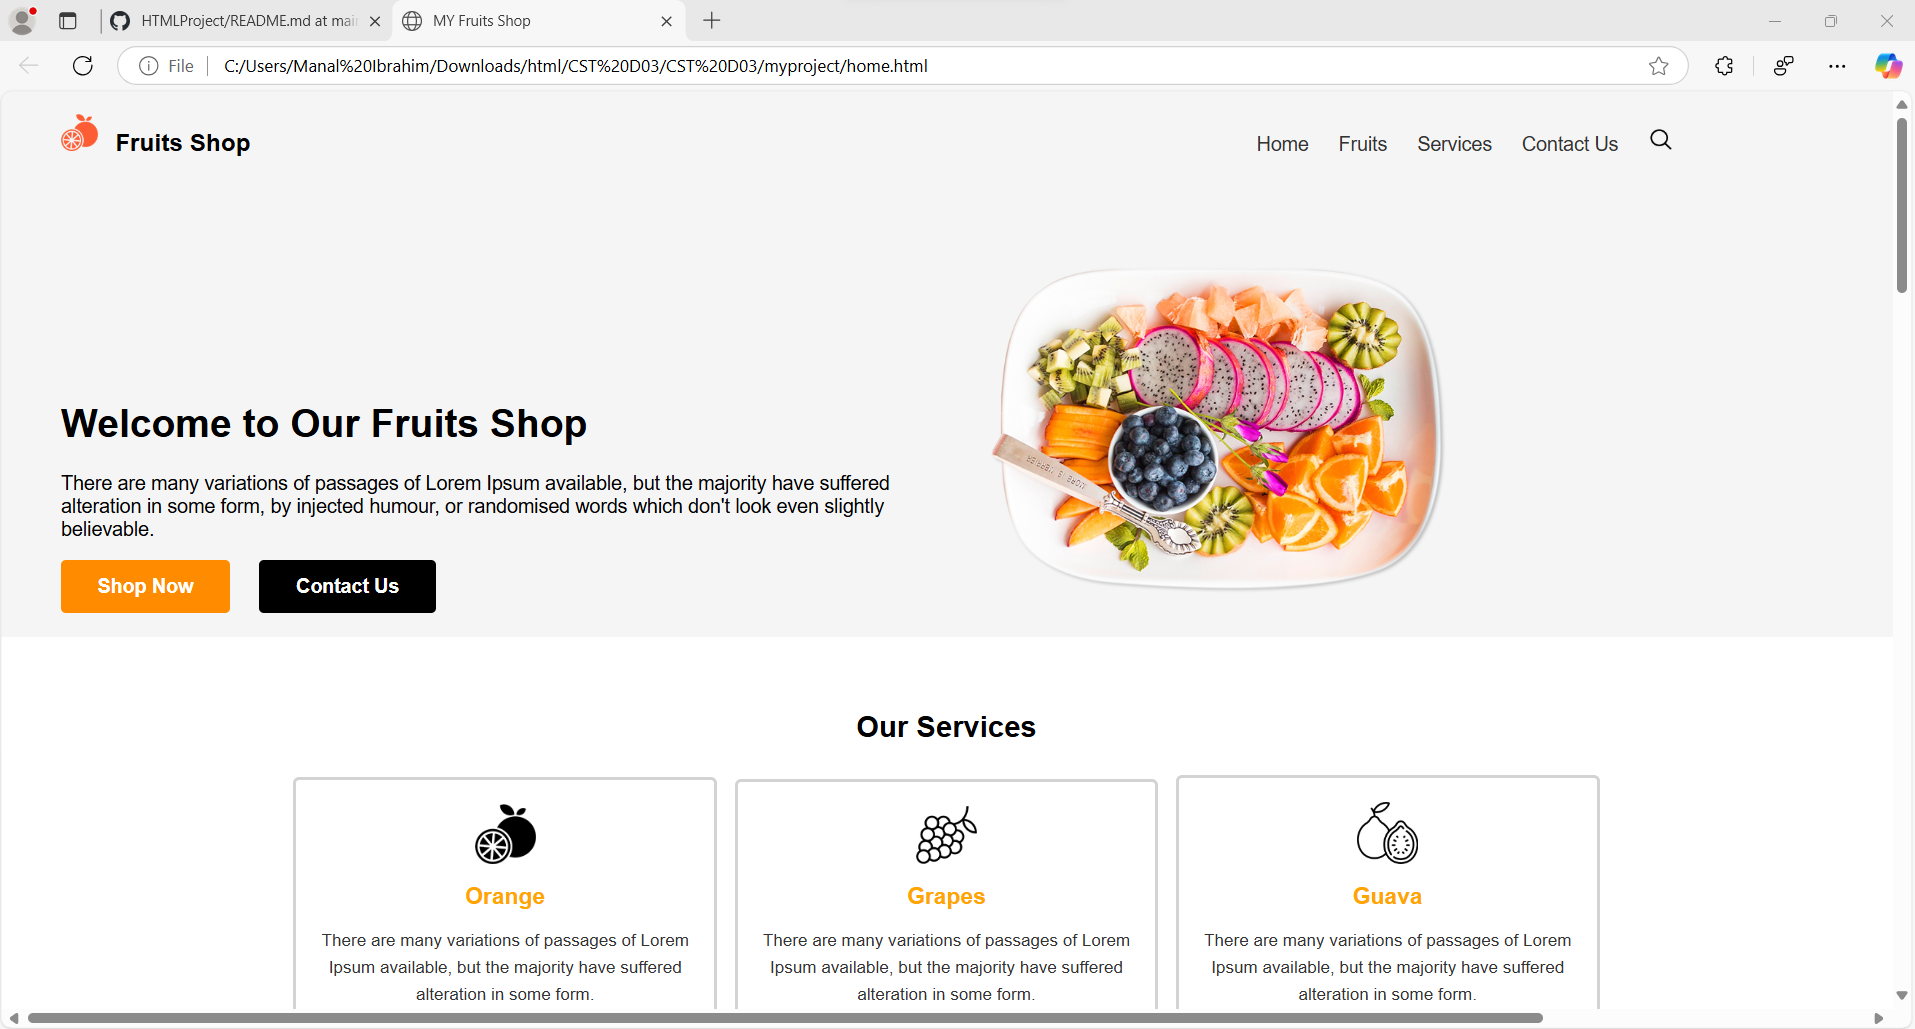 HTMLProject/README.md at mai
MY Fruits Shop
File
C:/Users/Manal%20Ibrahim/Downloads/html/CST%20D03/CST%20D03/myproject/home.html
Fruits Shop
Home Fruits Services Contact Us
Welcome to Our Fruits Shop
There are many variations of passages of Lorem Ipsum available, but the majority have suffered
alteration in some form, by injected humour, or randomised words which don't look even slightly
believable.
Shop Now
Contact Us
Our Services
Orange
There are many variations of passages of Lorem
Ipsum available, but the majority have suffered
alteration in some form.
Grapes
There are many variations of passages of Lorem
Ipsum available, but the majority have suffered
alteration in some form.
Guava
There are many variations of passages of Lorem
Ipsum available, but the majority have suffered
alteration in some form.